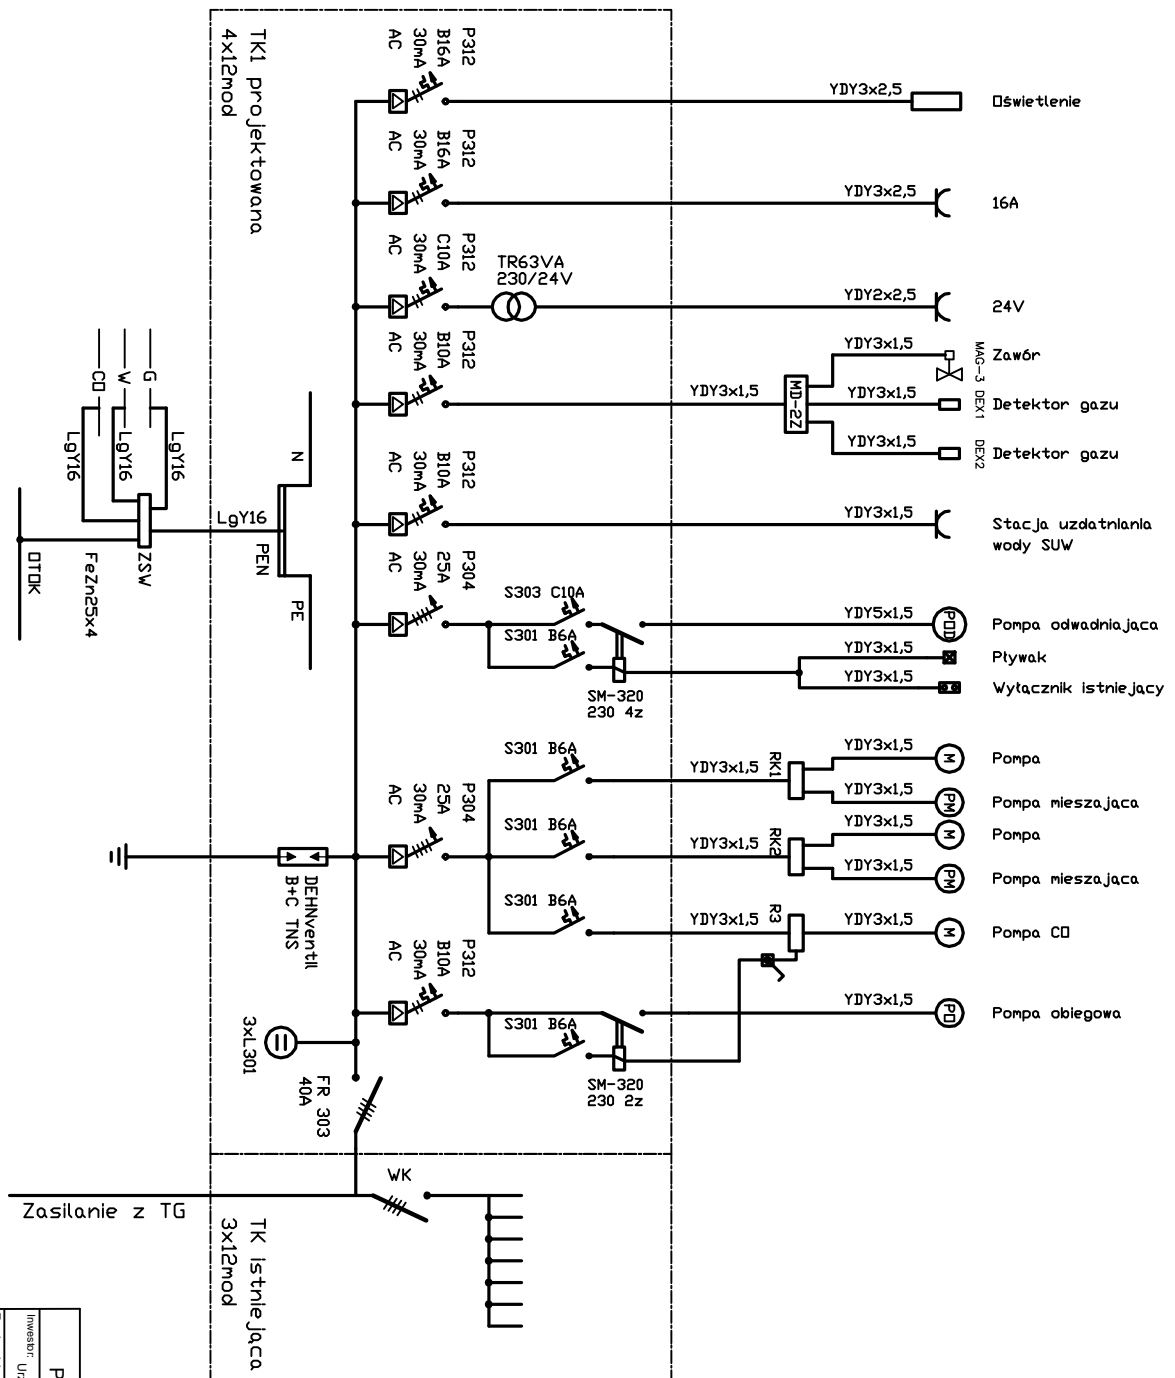 TK1 projektowana
4x12mod
P312
B16A
30mA
AC
YDY3x2,5
Oświetlenie
P312
B16A
30mA
AC
YDY3x2,5
16A
P312
C10A
30mA
AC
TR63VA
230/24V
YDY2x2,5
24V
P312
B10A
30mA
AC
YDY3x1,5
MD-2Z
YDY3x1,5
MAG-3
Zawór
YDY3x1,5
DEX1
Detektor gazu
YDY3x1,5
DEX2
Detektor gazu
P312
B10A
30mA
AC
YDY3x1,5
Stacja uzdatniania
wody SUW
P304
25A
30mA
AC
S303 C10A
S301 B6A
SM-320
230 4z
YDY5x1,5
POD
Pompa odwadniająca
YDY3x1,5
Pływak
YDY3x1,5
Wyłącznik istniejący
P304
25A
30mA
AC
S301 B6A
YDY3x1,5
RK1
YDY3x1,5
M
Pompa
YDY3x1,5
PM
Pompa mieszająca
S301 B6A
YDY3x1,5
RK2
YDY3x1,5
M
Pompa
YDY3x1,5
PM
Pompa mieszająca
S301 B6A
YDY3x1,5
R3
YDY3x1,5
M
Pompa CO
P312
B10A
30mA
AC
S301 B6A
SM-320
230 2z
YDY3x1,5
PO
Pompa obiegowa
G
W
CO
LgY16
LgY16
LgY16
ZSW
FeZn25x4
OTOK
LgY16
N
PEN
PE
DEHNventil
B+C TNS
3xL301
FR 303
40A
WK
Zasilanie z TG
TK istniejąca
3x12mod
Inwestor: